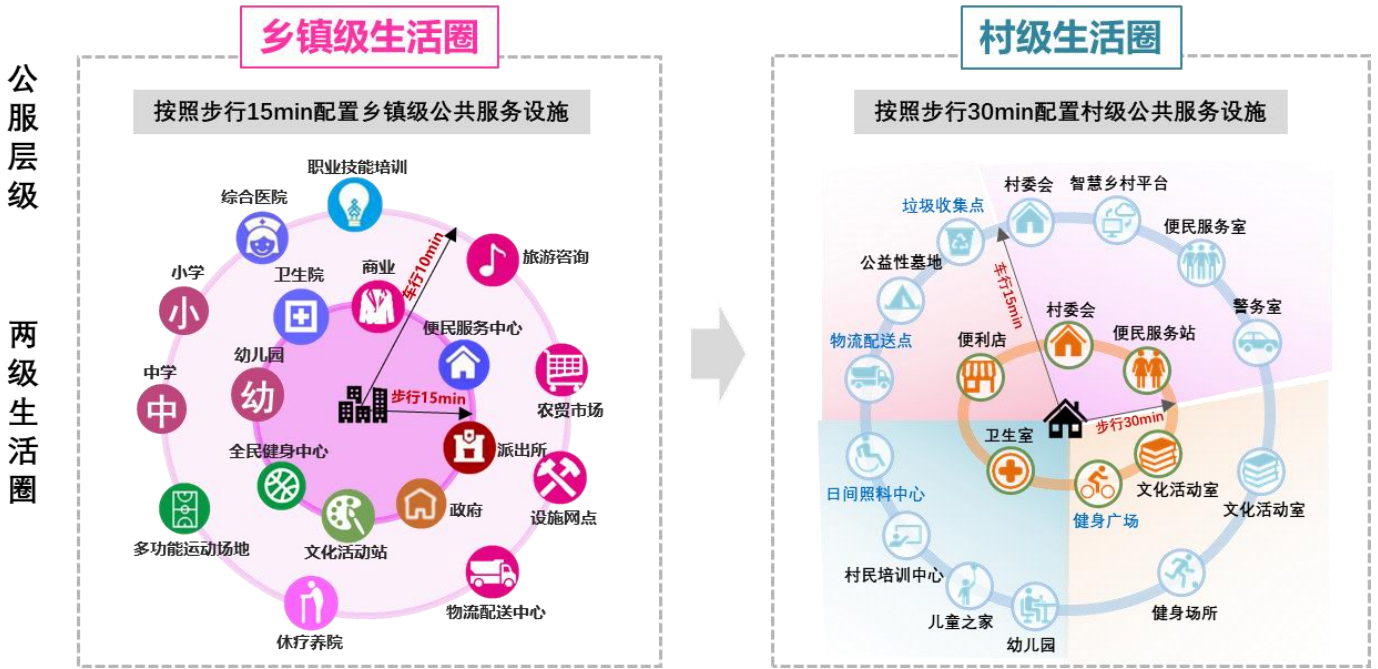 公服层级
两级生活圈
乡镇级生活圈
按照步行15min配置乡镇级公共服务设施
职业技能培训
综合医院
旅游咨询
小学
卫生院
商业
车行10min
便民服务中心
幼儿园
幼
小
中学
中
步行15min
农贸市场
全民健身中心
派出所
政府
设施网点
多功能运动场地
文化活动站
物流配送中心
休疗养院
村级生活圈
按照步行30min配置村级公共服务设施
村委会
智慧乡村平台
垃圾收集点
便民服务室
公益性墓地
车行15min
警务室
村委会
物流配送点
便利店
便民服务站
步行30min
卫生室
日间照料中心
文化活动室
健身广场
文化活动室
村民培训中心
健身场所
儿童之家
幼儿园